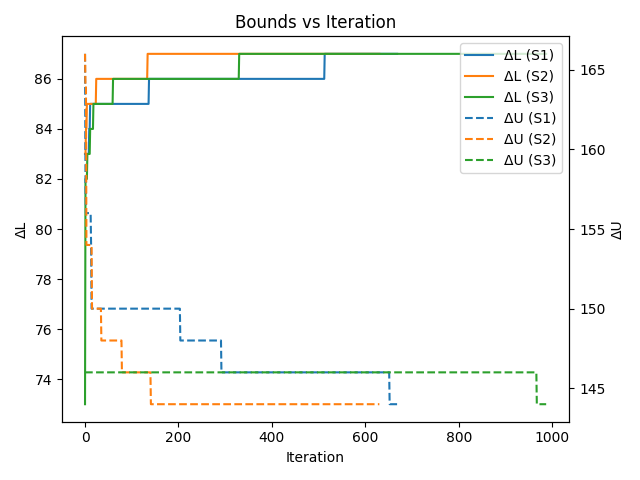 Bounds vs Iteration
ΔL
86
84
82
80
78
76
74
ΔL (S1)
ΔL (S2)
ΔL (S3)
ΔU (S1)
ΔU (S2)
ΔU (S3)
165
160
155
150
145
ΔU
0 200 400 600 800 1000
Iteration